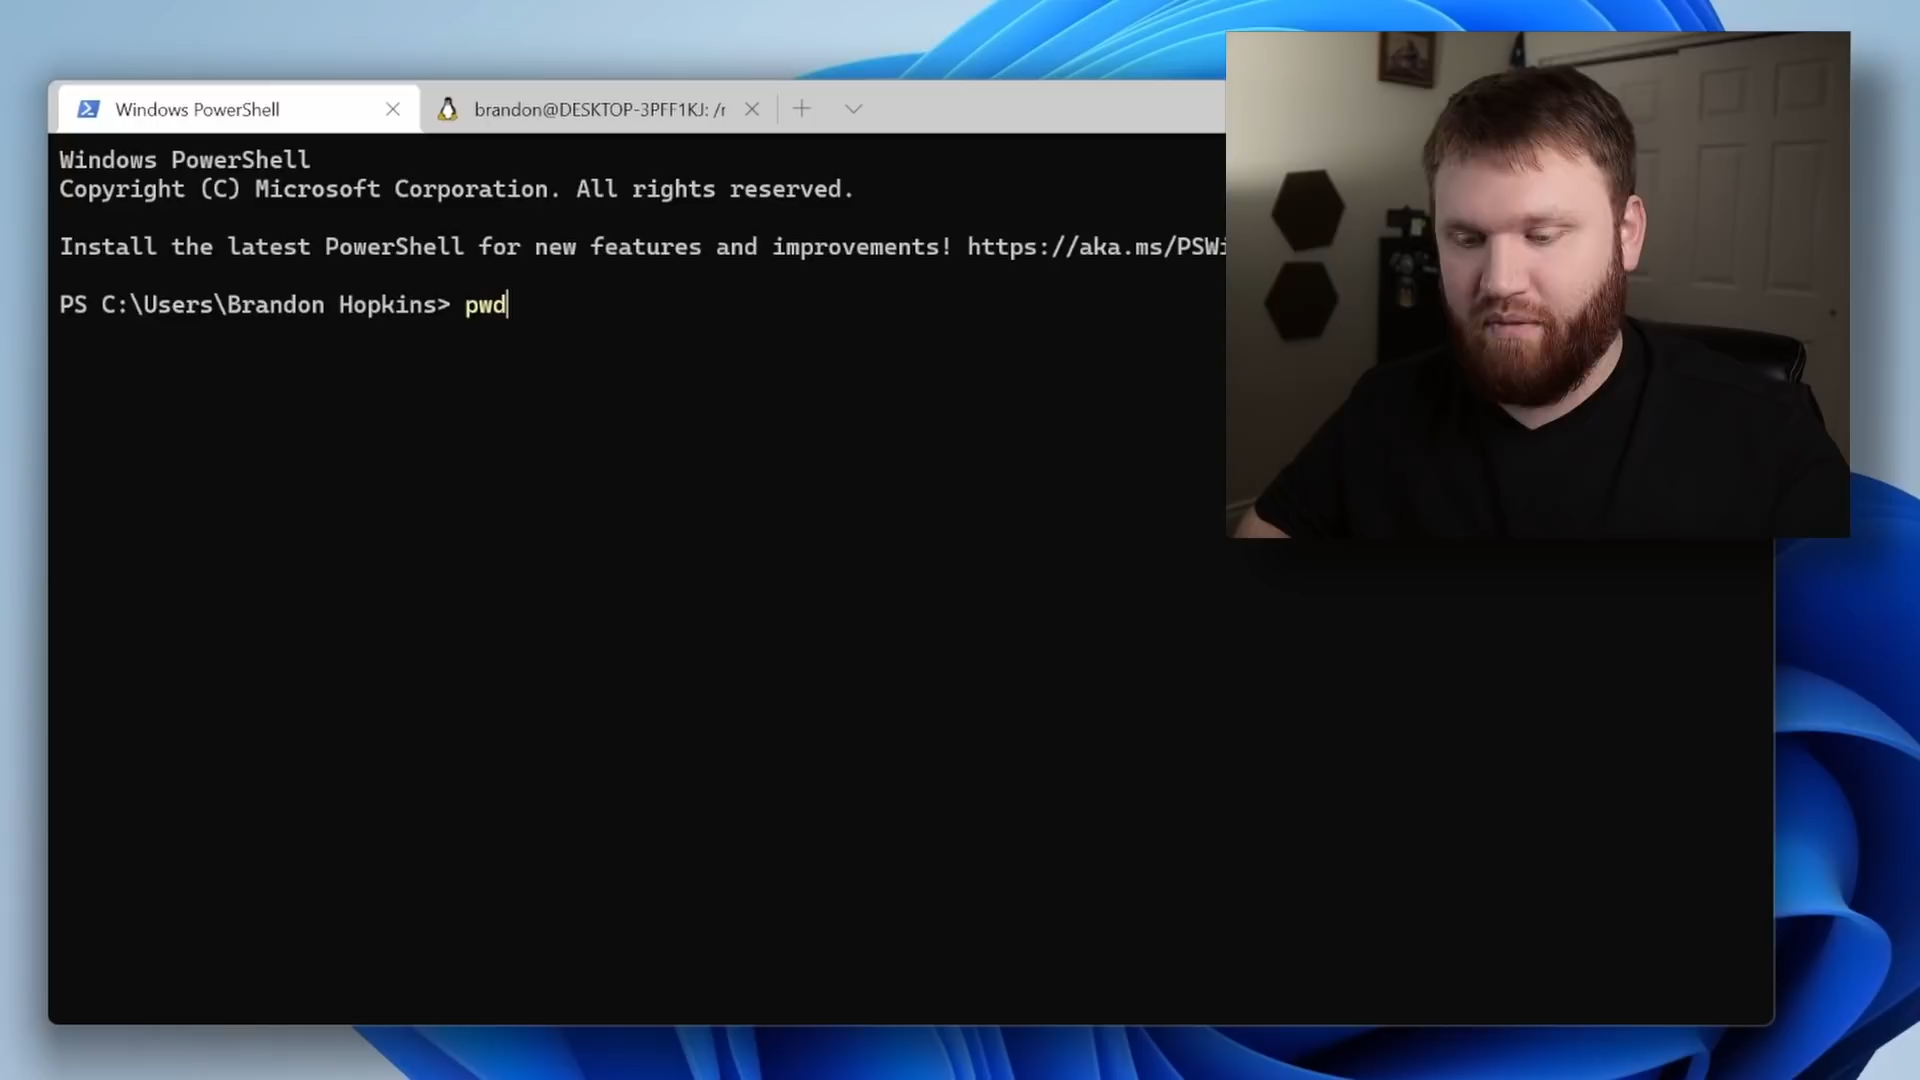 Windows PowerShell
brandon@DESKTOP-3PFF1KJ: /r
Windows PowerShell
Copyright (C) Microsoft Corporation. All rights reserved.
Install the latest PowerShell for new features and improvements! https://aka.ms/PSWi
PS C:\Users\Brandon Hopkins> pwd